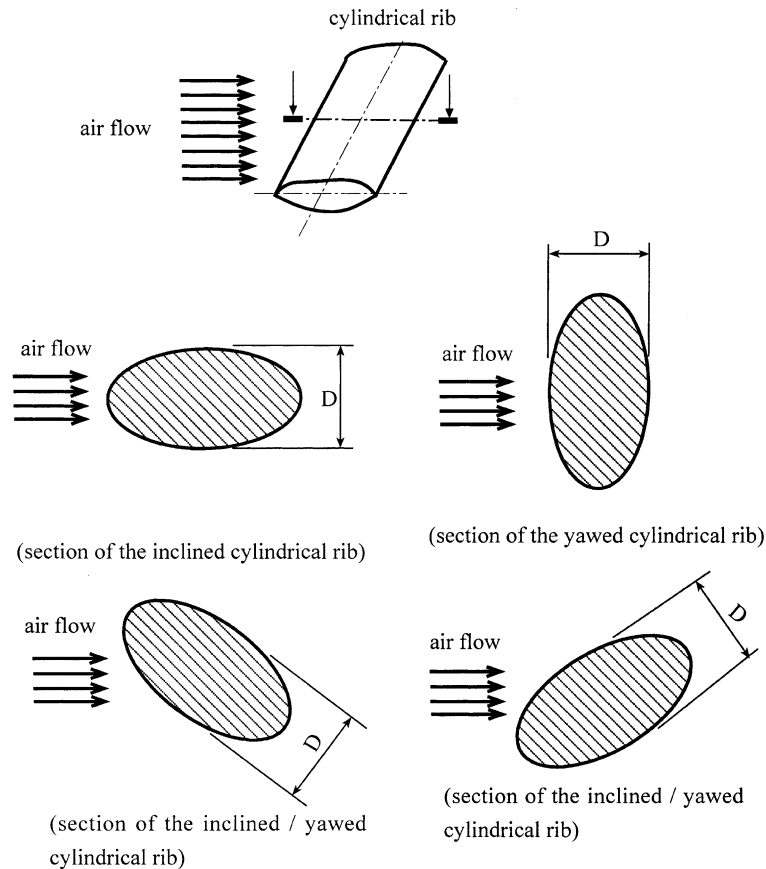 cylindrical rib
air flow
D
air flow
D
air flow
(section of the inclined cylindrical rib)
(section of the yawed cylindrical rib)
air flow
D
air flow
D
(section of the inclined / yawed
cylindrical rib)
(section of the inclined / yawed
cylindrical rib)